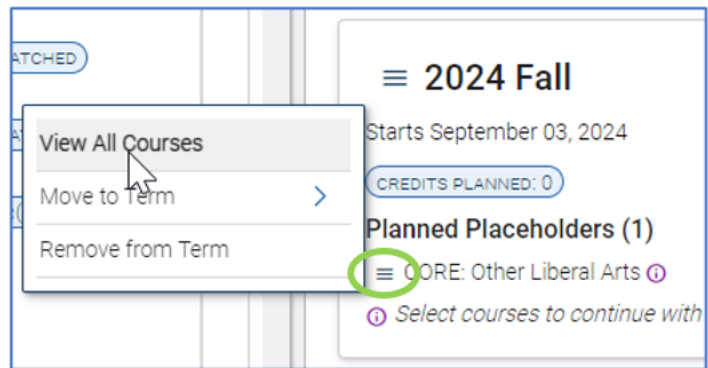 ATCHED)
View All Courses
Move to Term
Remove from Term
2024 Fall
Starts September 03, 2024
CREDITS PLANNED: 0
Planned Placeholders (1)
CORE: Other Liberal Arts
Select courses to continue with